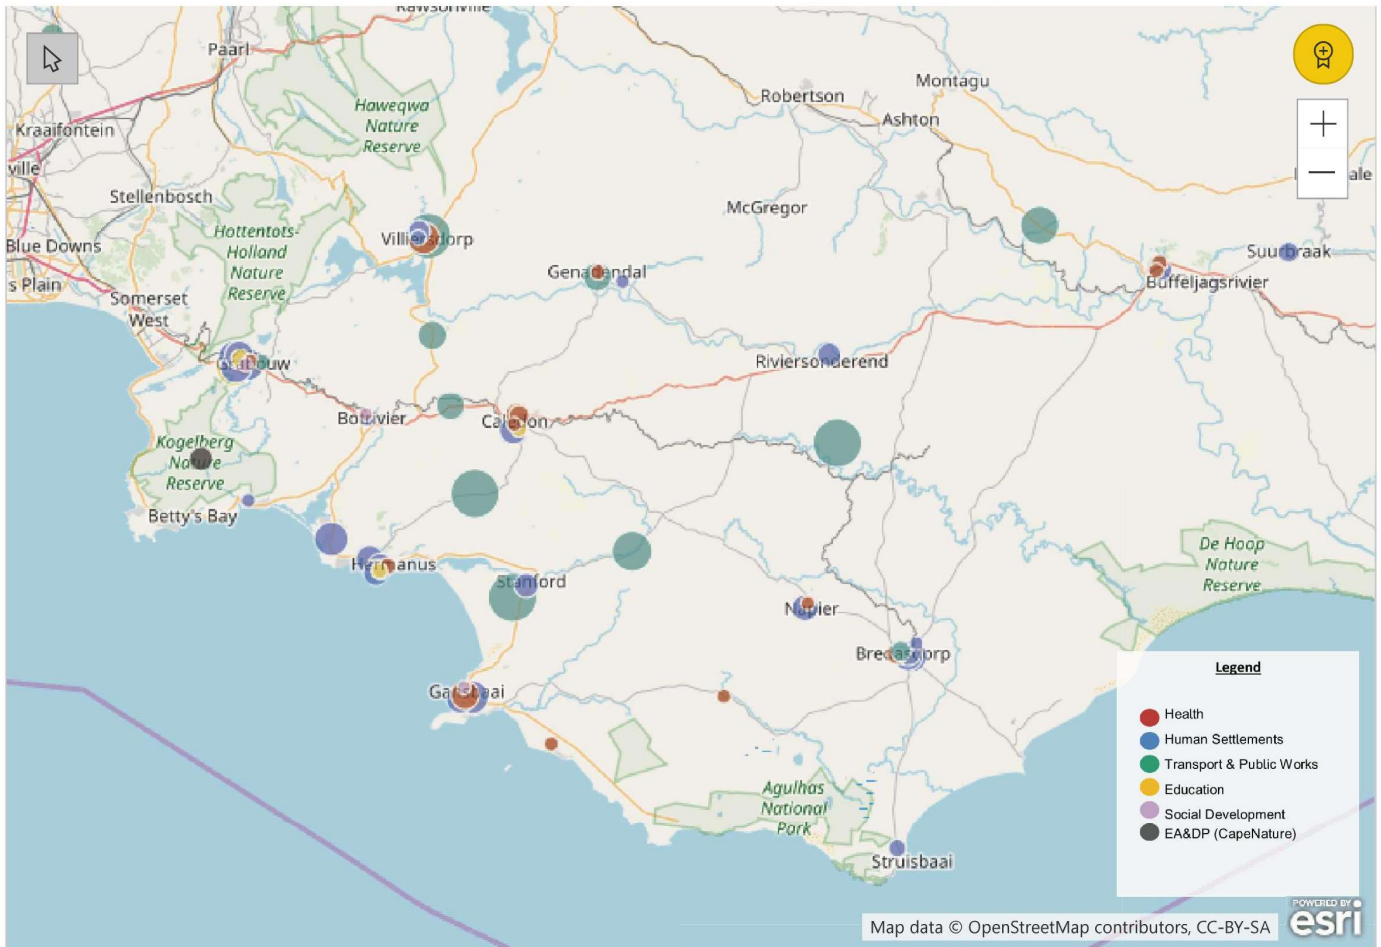 Rawsonville
Paarl
Montagu
Robertson
Haweqwa
Nature
Reserve
Ashton
Kraaifontein
ville
ale
Stellenbosch
McGregor
Hottentots-
Holland
Nature
Reserve
Villiersdorp
Blue Downs
Suurbraak
Genadendal
s Plain
Buffeljagsrivier
Somerset
West
Grabouw
Riviersonderend
Botrivier
Caledon
Kogelberg
Nature
Reserve
Betty's Bay
De Hoop
Nature
Reserve
Hermanus
Stanford
Napier
Bredasdorp
Gansbaai
Agulhas
National
Park
Struisbaai
Legend
Health
Human Settlements
Transport & Public Works
Education
Social Development
EA&DP (CapeNature)
POWERED BY
esri
Map data © OpenStreetMap contributors, CC-BY-SA